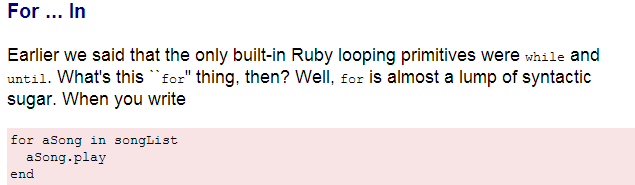 For ... In
Earlier we said that the only built-in Ruby looping primitives were while and
until. What's this ``for'' thing, then? Well, for is almost a lump of syntactic
sugar. When you write
for aSong in songList
  aSong.play
end